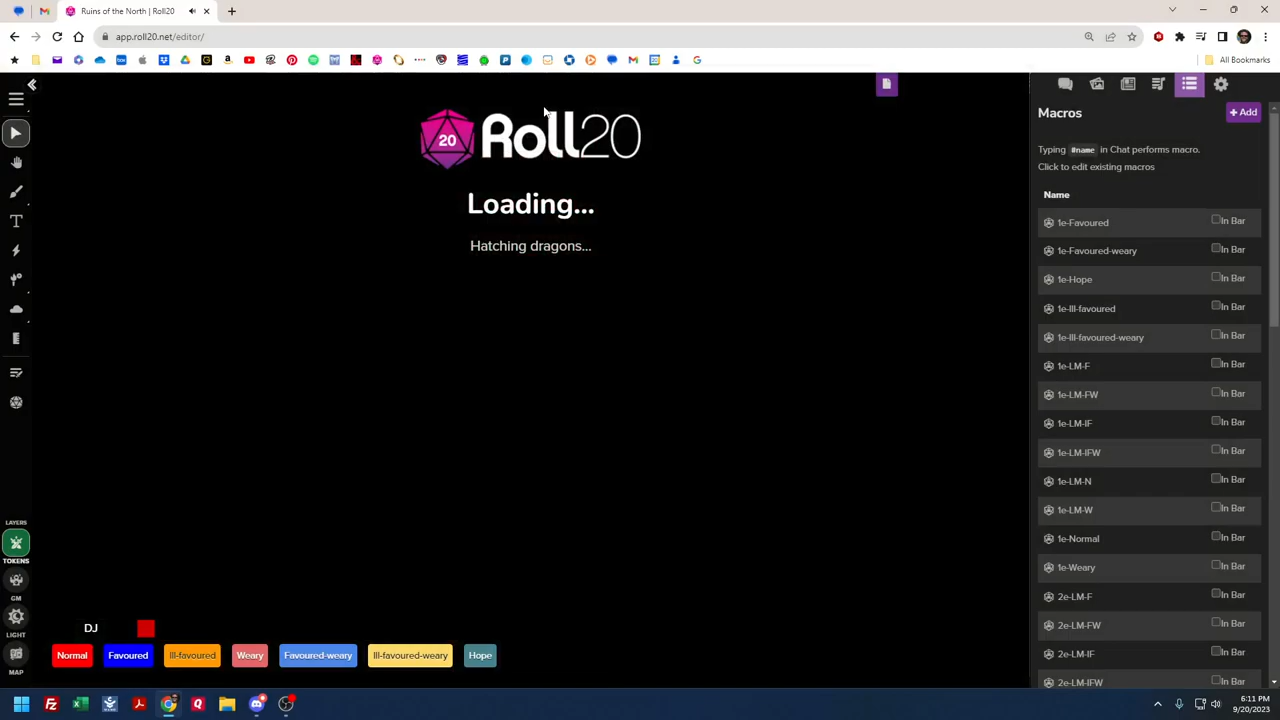 Ruins of the North | Roll20
app.roll20.net/editor/
All Bookmarks
20
Roll20
Loading...
Hatching dragons...
Macros
+ Add
Typing #name in Chat performs macro.
Click to edit existing macros
Name
1e-Favoured In Bar
1e-Favoured-weary In Bar
1e-Hope In Bar
1e-Ill-favoured In Bar
1e-Ill-favoured-weary In Bar
1e-LM-F In Bar
1e-LM-FW In Bar
1e-LM-IF In Bar
1e-LM-IFW In Bar
1e-LM-N In Bar
1e-LM-W In Bar
1e-Normal In Bar
1e-Weary In Bar
2e-LM-F In Bar
2e-LM-FW In Bar
2e-LM-IF In Bar
2e-LM-IFW In Bar
LAYERS
TOKENS
GM
LIGHT
MAP
DJ
Normal Favoured Ill-favoured Weary Favoured-weary Ill-favoured-weary Hope
6:11 PM
9/20/2023